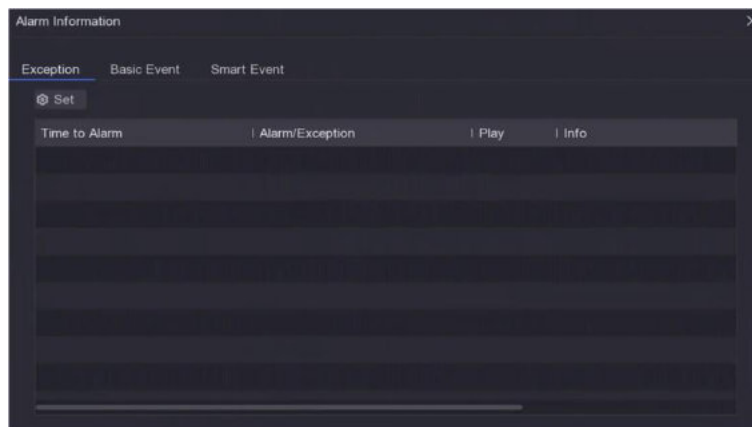 Alarm Information
Exception Basic Event Smart Event
Set
Time to Alarm Alarm/Exception Play Info